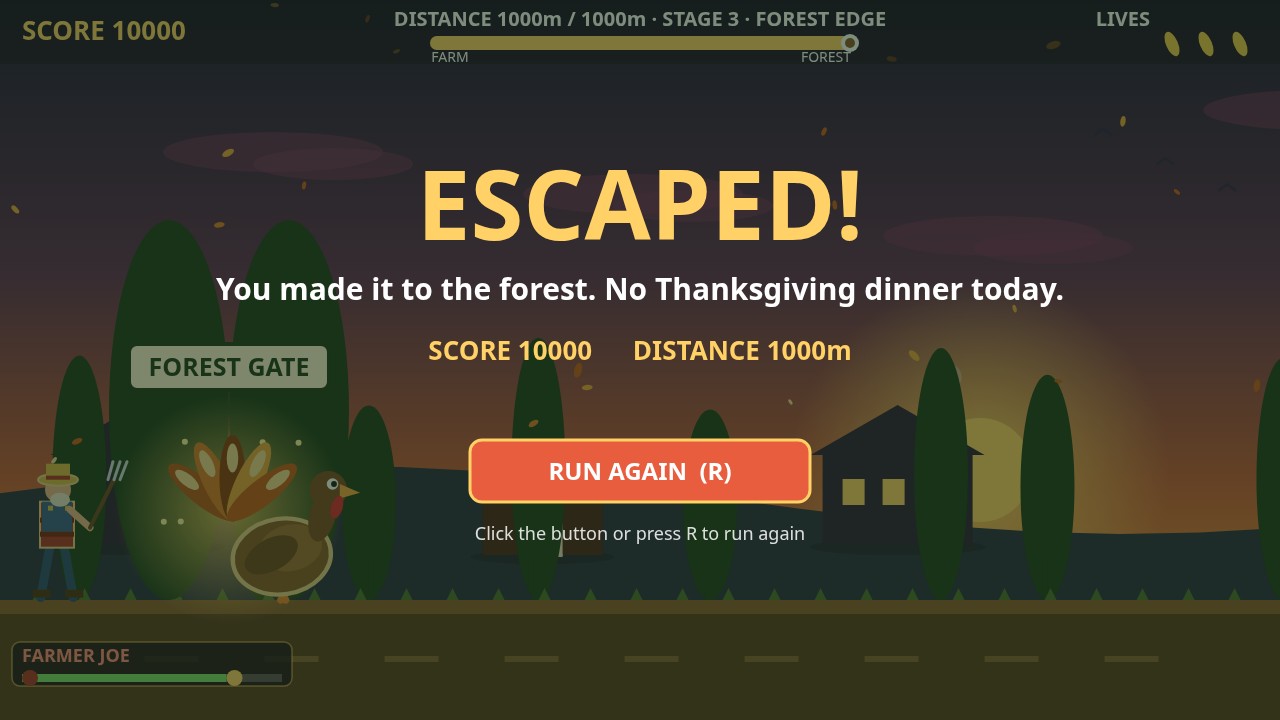 SCORE 10000
DISTANCE 1000m / 1000m · STAGE 3 · FOREST EDGE
LIVES
FARM
FOREST
ESCAPED!
You made it to the forest. No Thanksgiving dinner today.
SCORE 10000
DISTANCE 1000m
FOREST GATE
RUN AGAIN (R)
Click the button or press R to run again
FARMER JOE